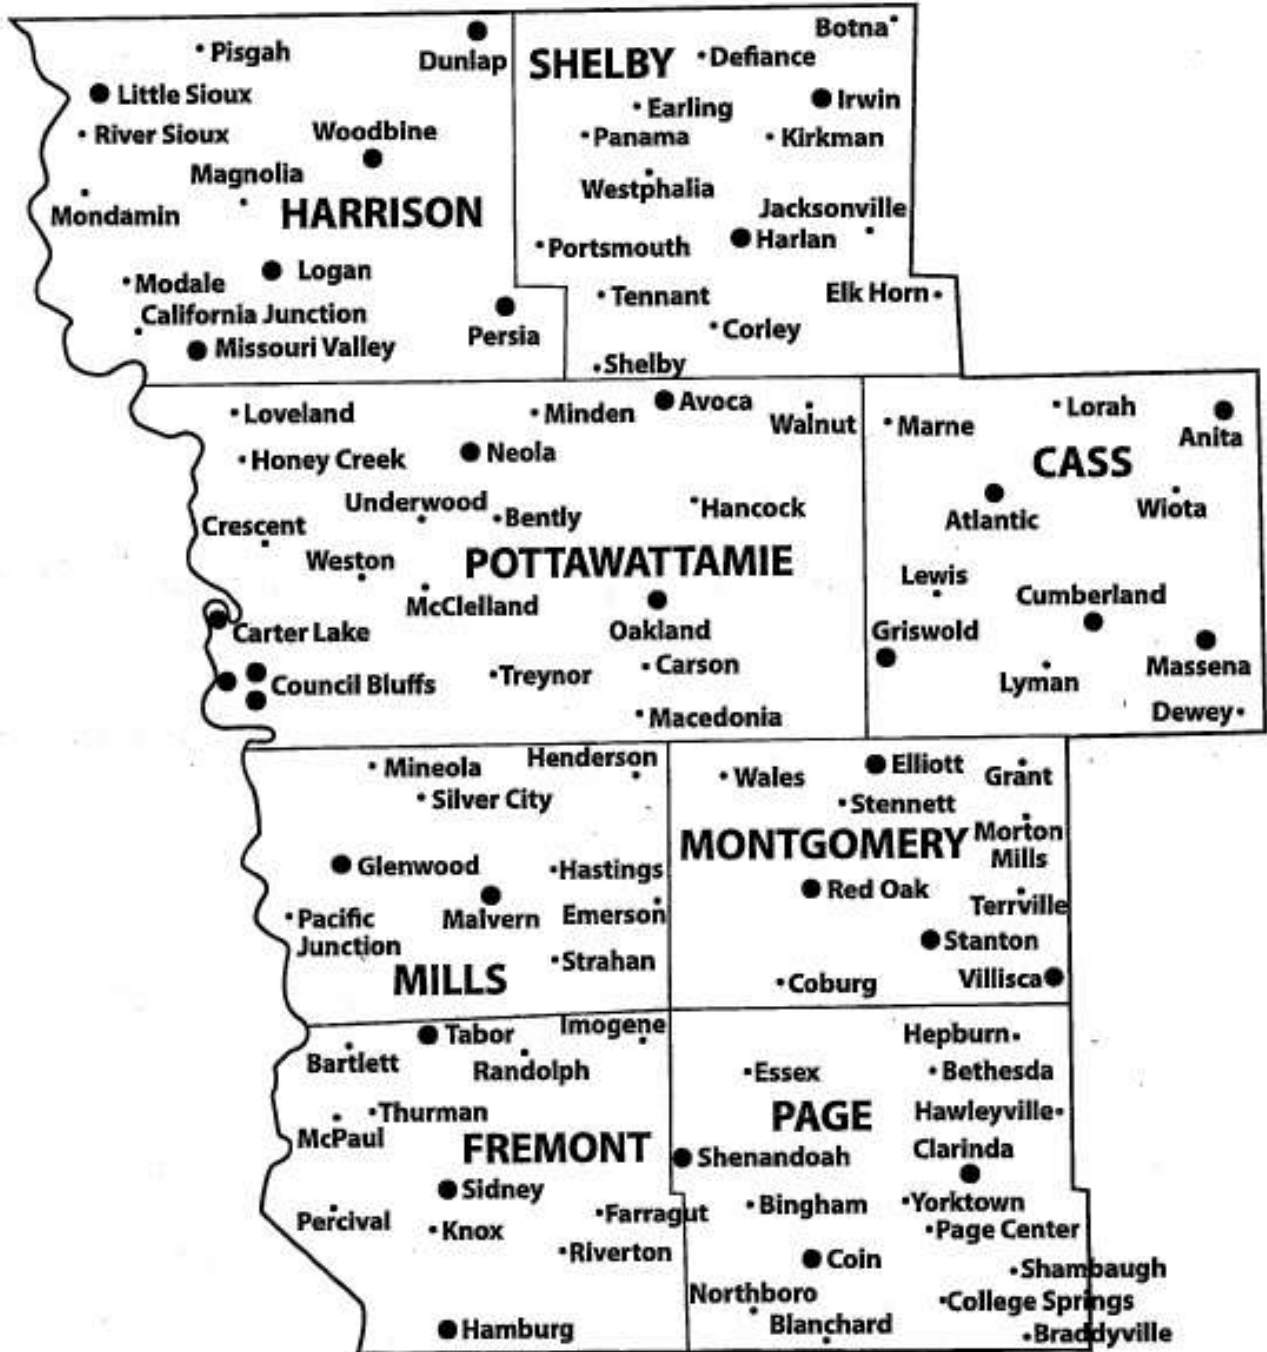 Botna
Pisgah
Dunlap
SHELBY
Defiance
Little Sioux
Earling
Irwin
River Sioux
Woodbine
Panama
Kirkman
Magnolia
Westphalia
Mondamin
HARRISON
Jacksonville
Portsmouth
Harlan
Modale
Logan
Tennant
Elk Horn
California Junction
Persia
Corley
Missouri Valley
Shelby
Loveland
Minden
Avoca
Walnut
Marne
Lorah
Anita
Honey Creek
Neola
CASS
Underwood
Bently
Hancock
Crescent
Atlantic
Wiota
Weston
POTTAWATTAMIE
Lewis
McClelland
Cumberland
Carter Lake
Oakland
Griswold
Treynor
Carson
Massena
Council Bluffs
Lyman
Macedonia
Dewey
Mineola
Henderson
Wales
Elliott
Grant
Silver City
Stennett
MONTGOMERY
Morton
Mills
Glenwood
Hastings
Red Oak
Terrville
Pacific
Junction
Malvern
Emerson
Stanton
Strahan
MILLS
Coburg
Villisca
Tabor
Imogene
Hepburn
Bartlett
Randolph
Essex
Bethesda
Thurman
PAGE
Hawleyville
McPaul
FREMONT
Shenandoah
Clarinda
Sidney
Percival
Knox
Farragut
Bingham
Yorktown
Page Center
Riverton
Coin
Shambaugh
Northboro
College Springs
Hamburg
Blanchard
Braddyville